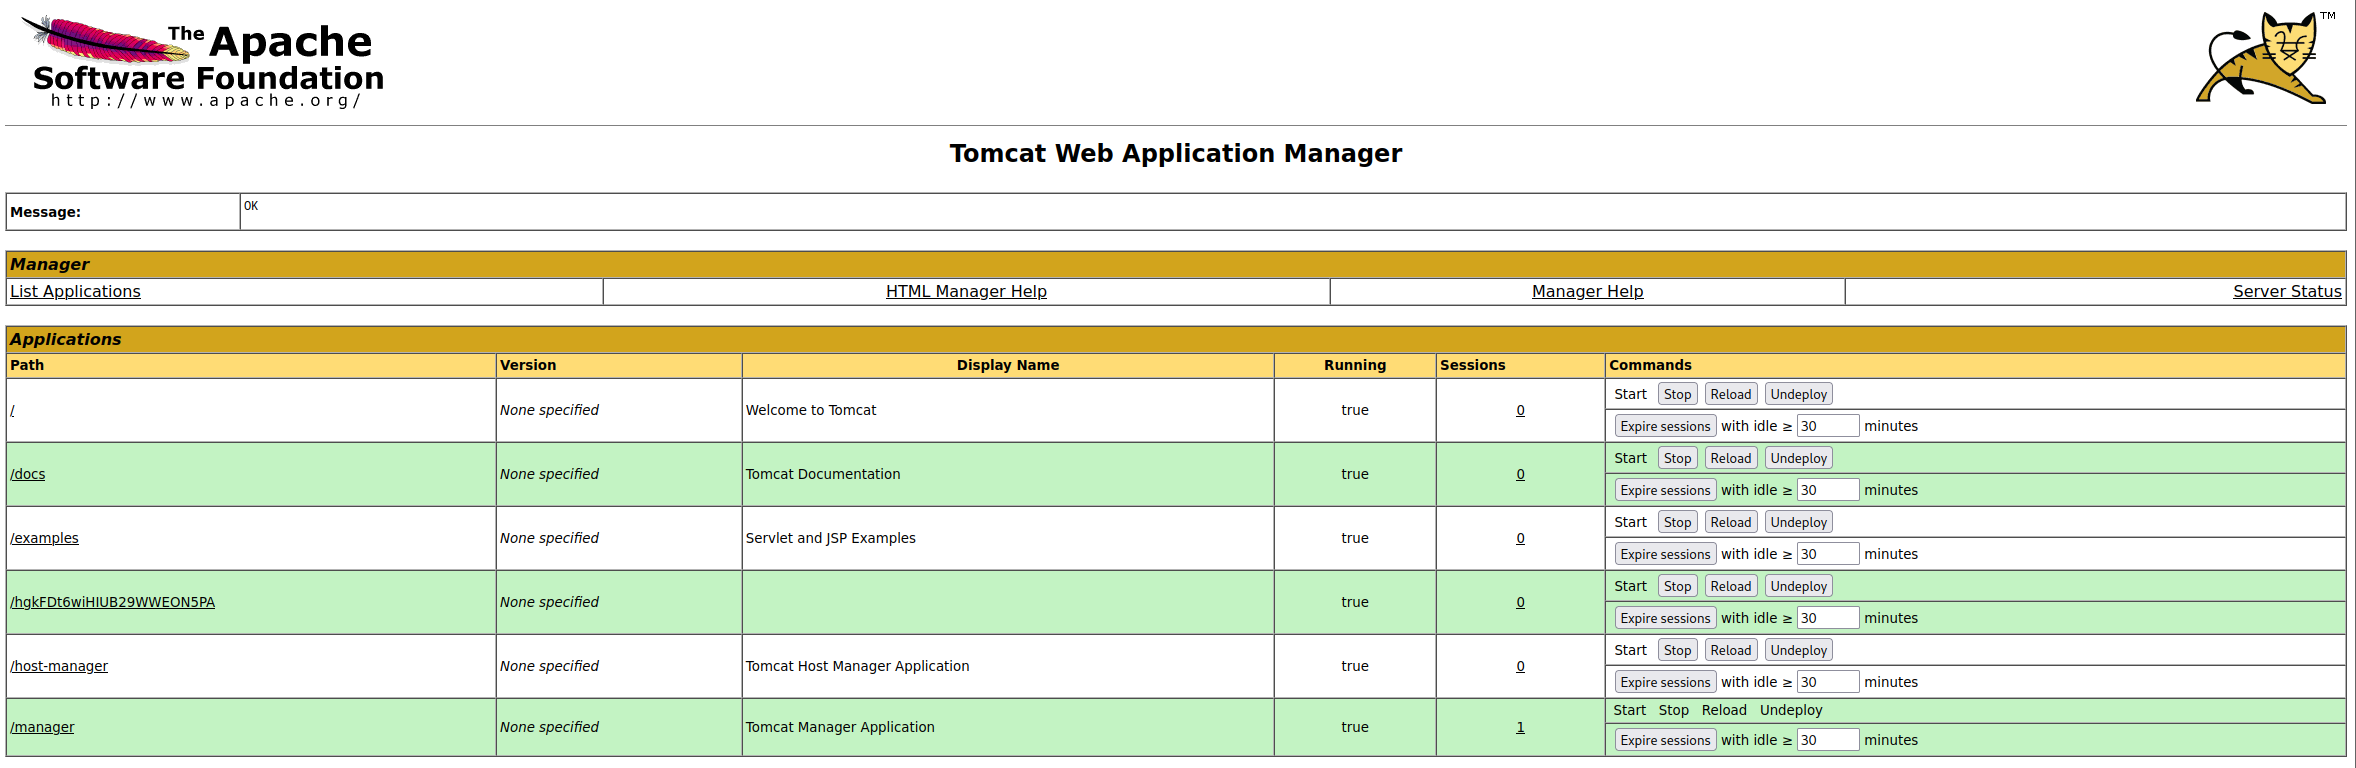 The Apache
Software Foundation
http://www.apache.org/
TM
Tomcat Web Application Manager
Message: OK
Manager
List Applications HTML Manager Help Manager Help Server Status
Applications
Path Version Display Name Running Sessions Commands
/ None specified Welcome to Tomcat true 0 Start Stop Reload Undeploy
Expire sessions with idle ≥ 30 minutes
/docs None specified Tomcat Documentation true 0 Start Stop Reload Undeploy
Expire sessions with idle ≥ 30 minutes
/examples None specified Servlet and JSP Examples true 0 Start Stop Reload Undeploy
Expire sessions with idle ≥ 30 minutes
/hgkFDt6wiHIUB29WWEON5PA None specified true 0 Start Stop Reload Undeploy
Expire sessions with idle ≥ 30 minutes
/host-manager None specified Tomcat Host Manager Application true 0 Start Stop Reload Undeploy
Expire sessions with idle ≥ 30 minutes
/manager None specified Tomcat Manager Application true 1 Start Stop Reload Undeploy
Expire sessions with idle ≥ 30 minutes